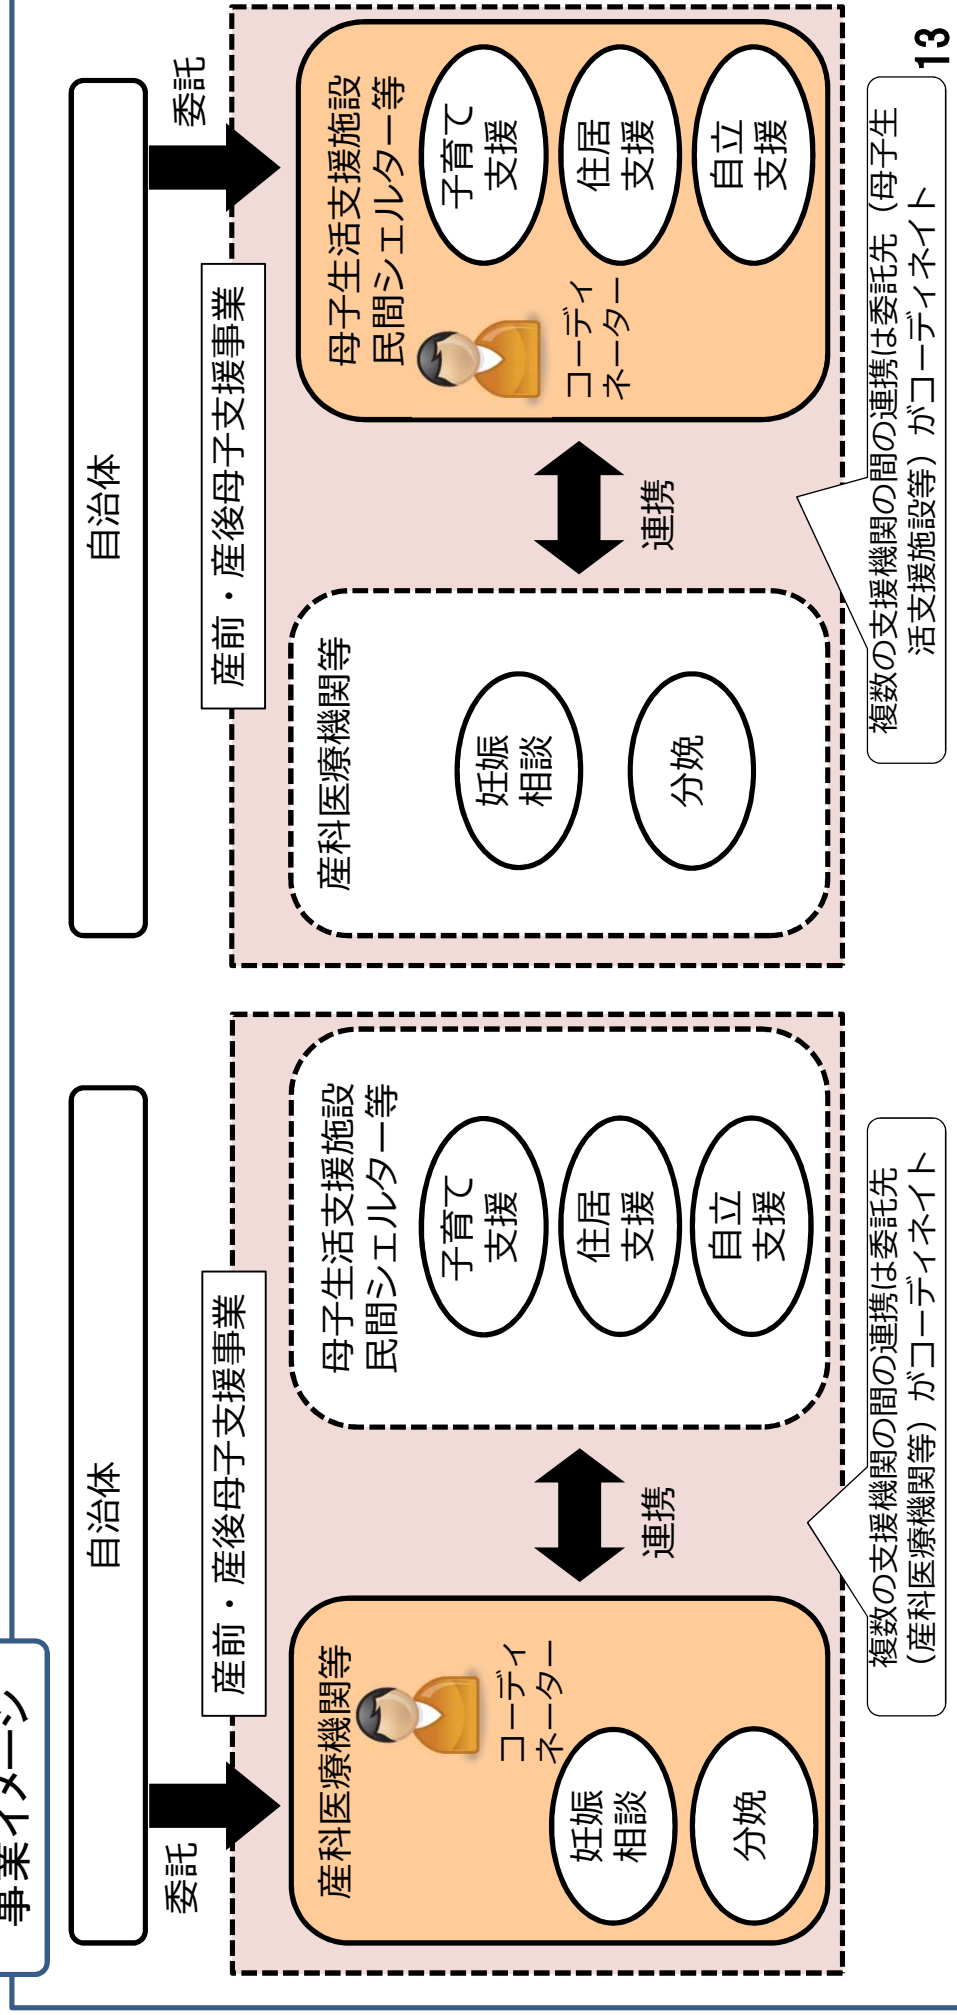 事業イメージ
自治体
委託
産前・産後母子支援事業
産科医療機関等
コーディ
ネーター
妊娠
相談
分娩
連携
母子生活支援施設
民間シェルター等
子育て
支援
住居
支援
自立
支援
複数の支援機関の間の連携は委託先
（産科医療機関等）がコーディネイト
自治体
委託
産前・産後母子支援事業
産科医療機関等
妊娠
相談
分娩
連携
母子生活支援施設
民間シェルター等
コーディ
ネーター
子育て
支援
住居
支援
自立
支援
複数の支援機関の間の連携は委託先（母子生
活支援施設等）がコーディネイト
13